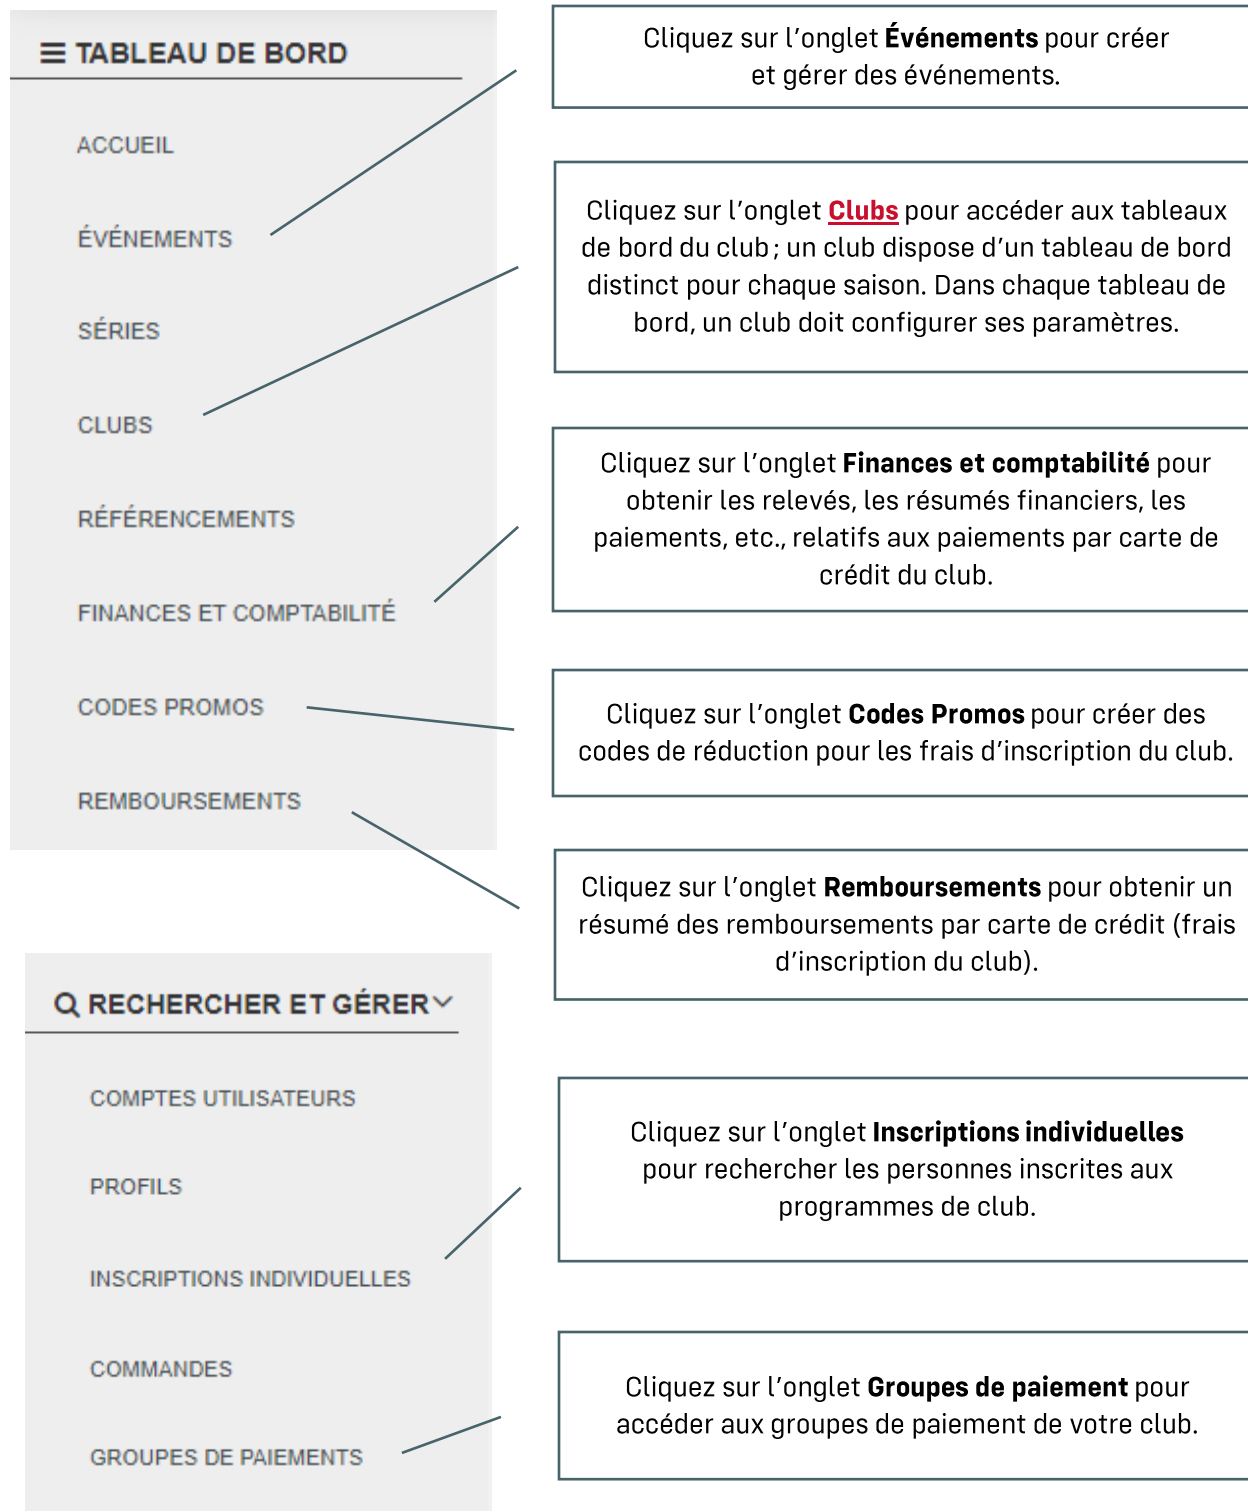 TABLEAU DE BORD
ACCUEIL
ÉVÉNEMENTS
SÉRIES
CLUBS
RÉFÉRENCEMENTS
FINANCES ET COMPTABILITÉ
CODES PROMOS
REMBOURSEMENTS
Cliquez sur l'onglet Événements pour créer
et gérer des événements.
Cliquez sur l'onglet Clubs pour accéder aux tableaux
de bord du club ; un club dispose d'un tableau de bord
distinct pour chaque saison. Dans chaque tableau de
bord, un club doit configurer ses paramètres.
Cliquez sur l'onglet Finances et comptabilité pour
obtenir les relevés, les résumés financiers, les
paiements, etc., relatifs aux paiements par carte de
crédit du club.
Cliquez sur l'onglet Codes Promos pour créer des
codes de réduction pour les frais d'inscription du club.
Cliquez sur l'onglet Remboursements pour obtenir un
résumé des remboursements par carte de crédit (frais
d'inscription du club).
RECHERCHER ET GÉRER
COMPTES UTILISATEURS
PROFILS
INSCRIPTIONS INDIVIDUELLES
COMMANDES
GROUPES DE PAIEMENTS
Cliquez sur l'onglet Inscriptions individuelles
pour rechercher les personnes inscrites aux
programmes de club.
Cliquez sur l'onglet Groupes de paiement pour
accéder aux groupes de paiement de votre club.